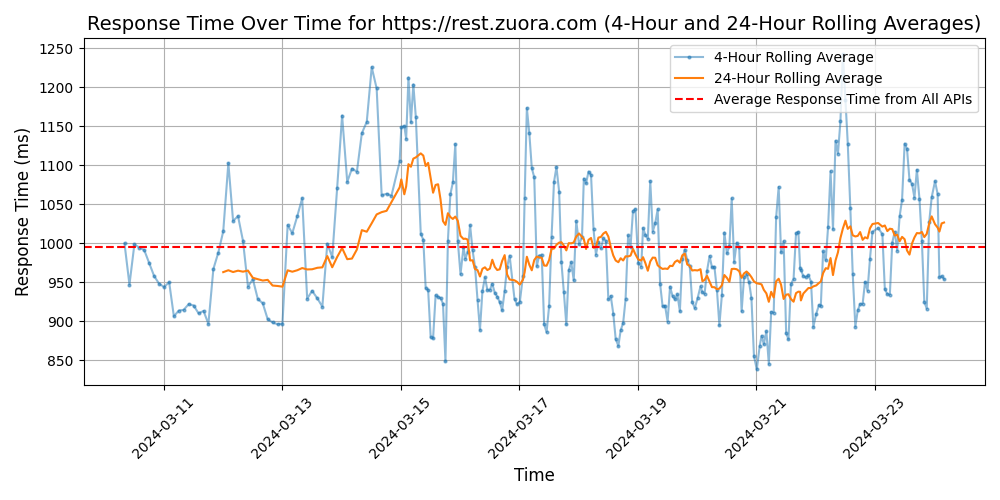 Response Time Over Time for https://rest.zuora.com (4-Hour and 24-Hour Rolling Averages)
4-Hour Rolling Average
24-Hour Rolling Average
Average Response Time from All APIs
Response Time (ms)
1250
1200
1150
1100
1050
1000
950
900
850
2024-03-11
2024-03-13
2024-03-15
2024-03-17
2024-03-19
2024-03-21
2024-03-23
Time